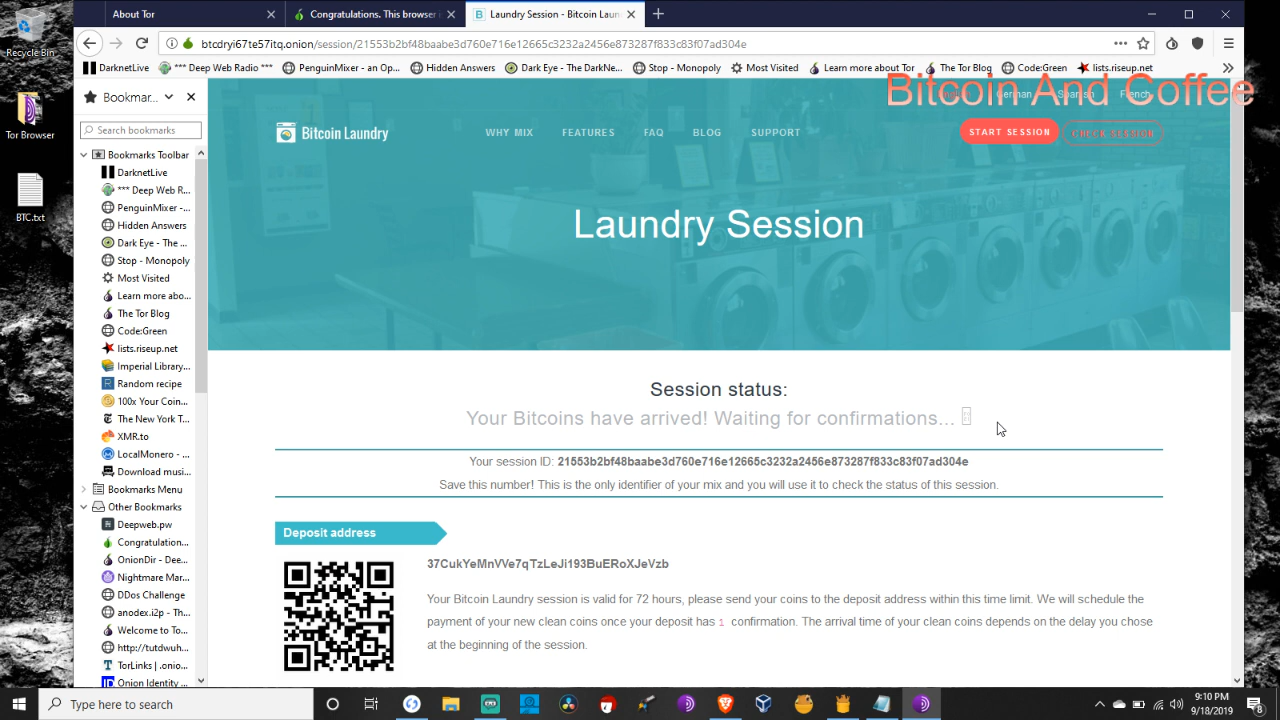 Recycle Bin
Tor Browser
BTC.txt
About Tor
Congratulations. This browser i
Laundry Session - Bitcoin Laun
btcdryi67te57itq.onion/session/21553b2bf48baabe3d760e716e12665c3232a2456e873287f833c83f07ad304e
DarknetLive
*** Deep Web Radio ***
PenguinMixer - an Op...
Hidden Answers
Dark Eye - The DarkNe...
Stop - Monopoly
Most Visited
Learn more about Tor
The Tor Blog
Code:Green
lists.riseup.net
Bookmar...
Search bookmarks
Bookmarks Toolbar
DarknetLive
*** Deep Web R...
PenguinMixer -...
Hidden Answers
Dark Eye - The ...
Stop - Monopoly
Most Visited
Learn more abo...
The Tor Blog
Code:Green
lists.riseup.net
Imperial Library...
Random recipe
100x Your Coin...
The New York T...
XMR.to
LocalMonero - ...
Download musi...
Bookmarks Menu
Other Bookmarks
Deepweb.pw
Congratulation...
OnionDir - Dee...
Nightmare Mar...
DDos Challenge
anodex.i2p - Th...
Welcome to To...
http://tutdwuh...
TorLinks | .onio...
Onion Identity ...
Bitcoin And Coffee
German
Spanish
French
Bitcoin Laundry
WHY MIX
FEATURES
FAQ
BLOG
SUPPORT
START SESSION
CHECK SESSION
Laundry Session
Session status:
Your Bitcoins have arrived! Waiting for confirmations...
Your session ID: 21553b2bf48baabe3d760e716e12665c3232a2456e873287f833c83f07ad304e
Save this number! This is the only identifier of your mix and you will use it to check the status of this session.
Deposit address
37CukYeMnVVe7qTzLeJi193BuERoXJeVzb
Your Bitcoin Laundry session is valid for 72 hours, please send your coins to the deposit address within this time limit. We will schedule the
payment of your new clean coins once your deposit has 1 confirmation. The arrival time of your clean coins depends on the delay you chose
at the beginning of the session.
Type here to search
9:10 PM
9/18/2019
8